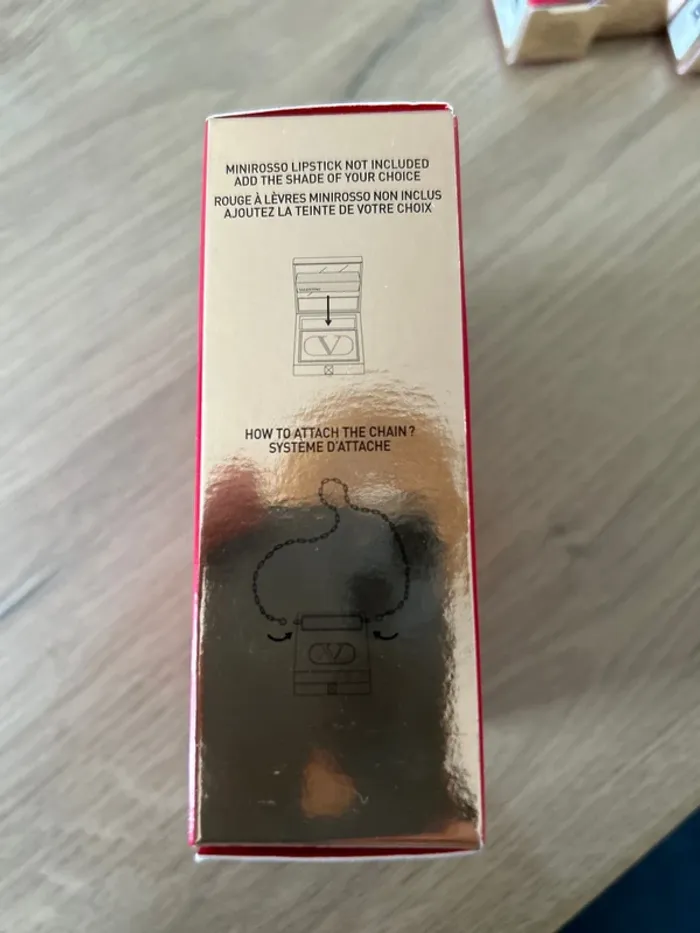 MINIROSSO LIPSTICK NOT INCLUDED
ADD THE SHADE OF YOUR CHOICE
ROUGE À LÈVRES MINIROSSO NON INCLUS
AJOUTEZ LA TEINTE DE VOTRE CHOIX
V
HOW TO ATTACH THE CHAIN ?
SYSTÈME D'ATTACHE
V